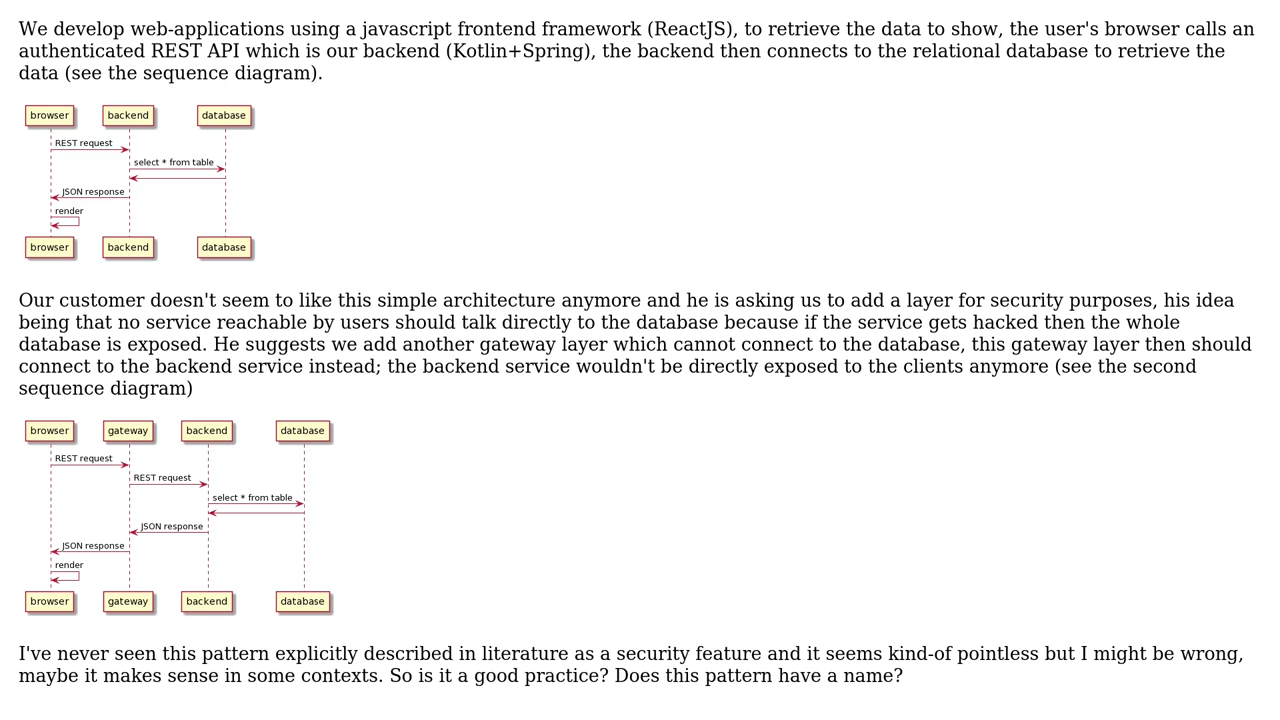 We develop web-applications using a javascript frontend framework (ReactJS), to retrieve the data to show, the user's browser calls an
authenticated REST API which is our backend (Kotlin+Spring), the backend then connects to the relational database to retrieve the
data (see the sequence diagram).
browser backend database
REST request
select * from table
JSON response
render
browser backend database
Our customer doesn't seem to like this simple architecture anymore and he is asking us to add a layer for security purposes, his idea
being that no service reachable by users should talk directly to the database because if the service gets hacked then the whole
database is exposed. He suggests we add another gateway layer which cannot connect to the database, this gateway layer then should
connect to the backend service instead; the backend service wouldn't be directly exposed to the clients anymore (see the second
sequence diagram)
browser gateway backend database
REST request
REST request
select * from table
JSON response
JSON response
render
browser gateway backend database
I've never seen this pattern explicitly described in literature as a security feature and it seems kind-of pointless but I might be wrong,
maybe it makes sense in some contexts. So is it a good practice? Does this pattern have a name?